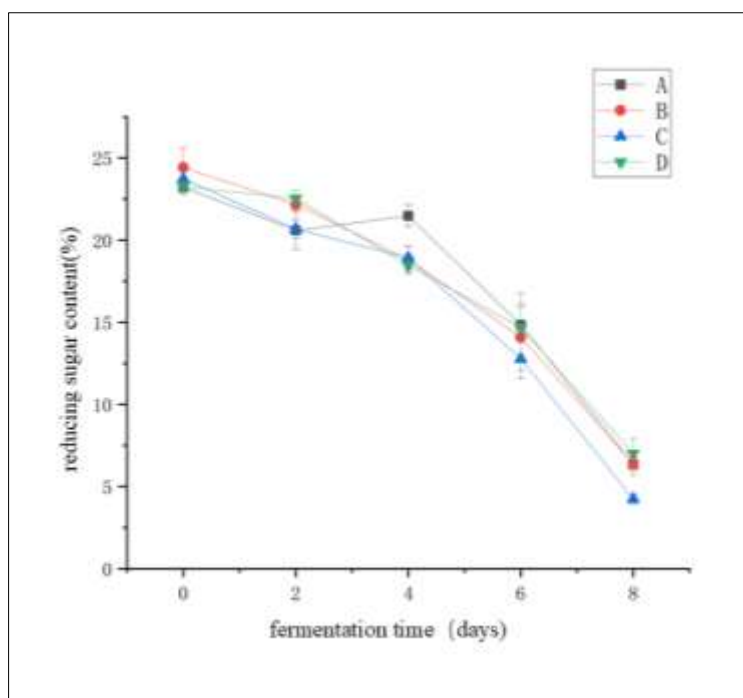 A
B
C
D
25
20
15
10
5
0
reducing sugar content(%)
0 2 4 6 8
fermentation time (days)